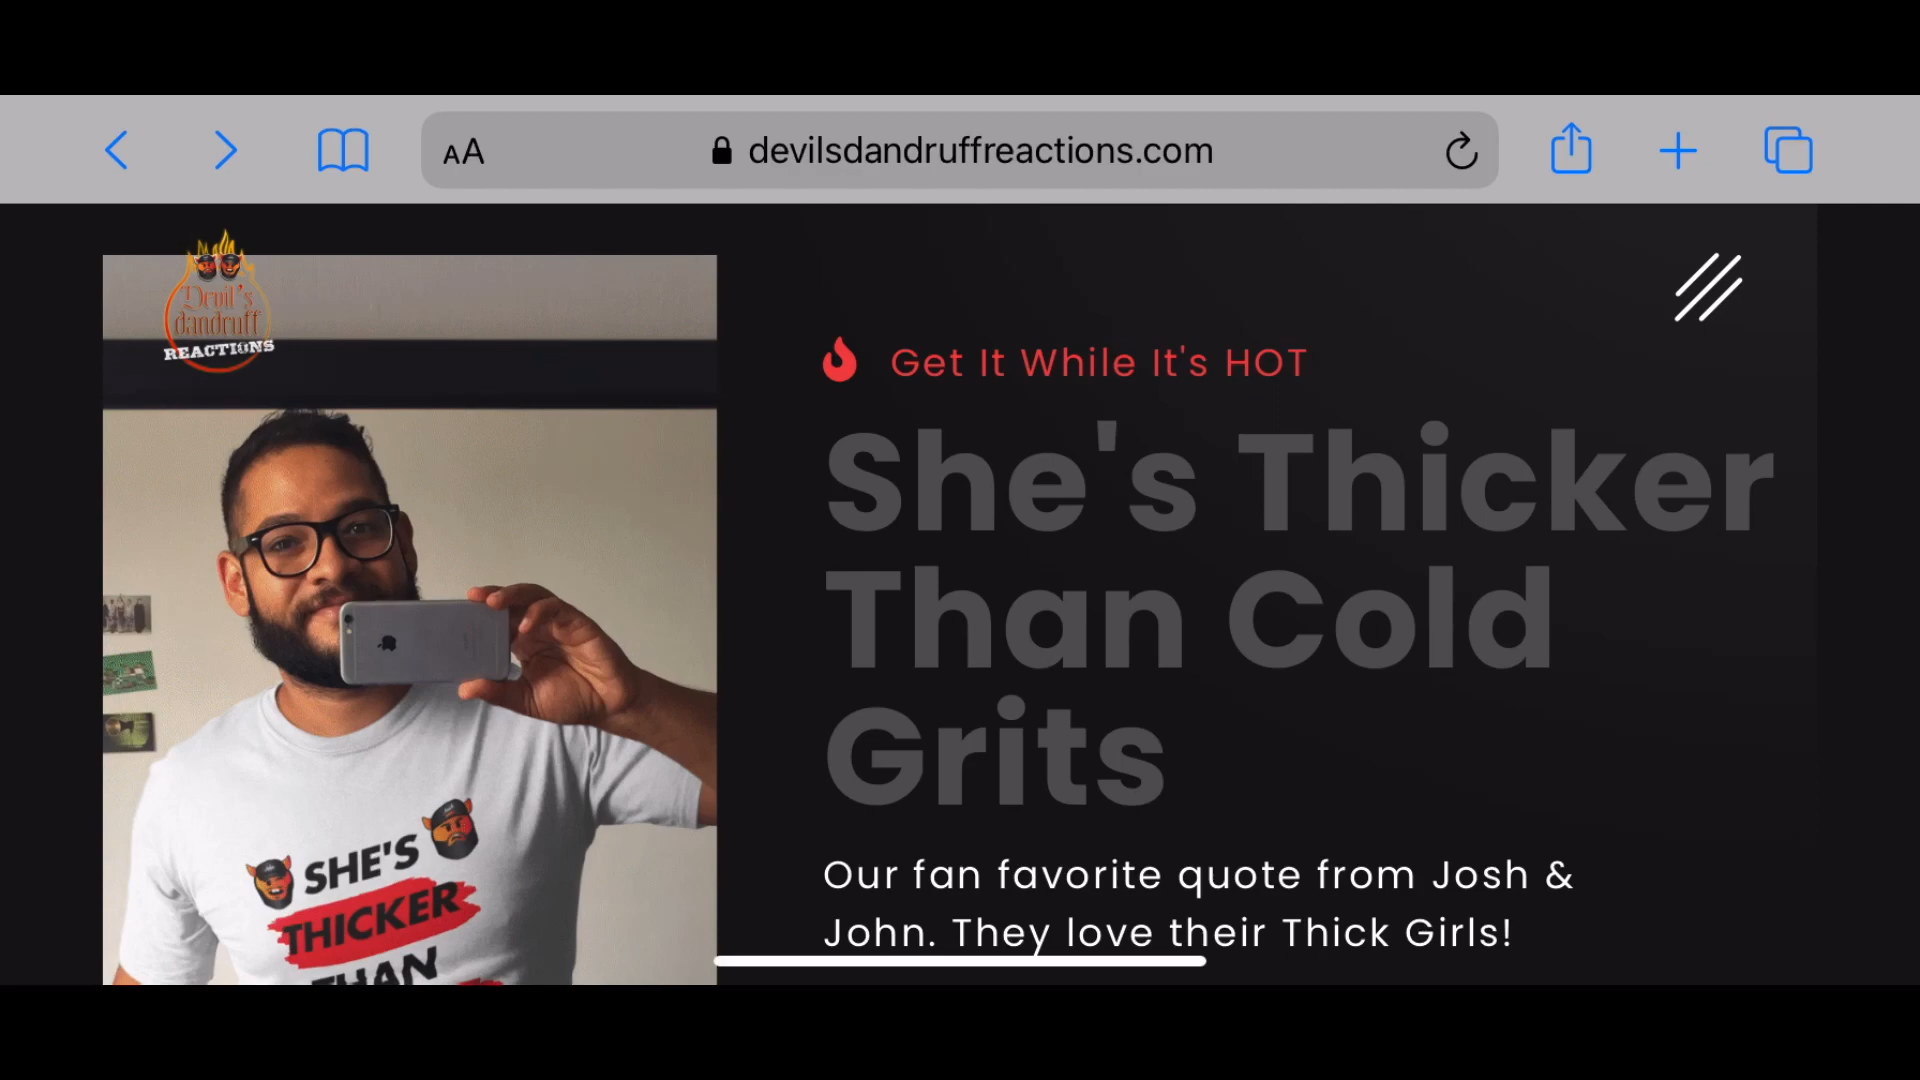 AA devilsdandruffreactions.com
Devil's
dandruff
REACTIONS
Get It While It's HOT
She's Thicker
Than Cold
Grits
Our fan favorite quote from Josh &
John. They love their Thick Girls!
SHE'S
THICKER
THAN